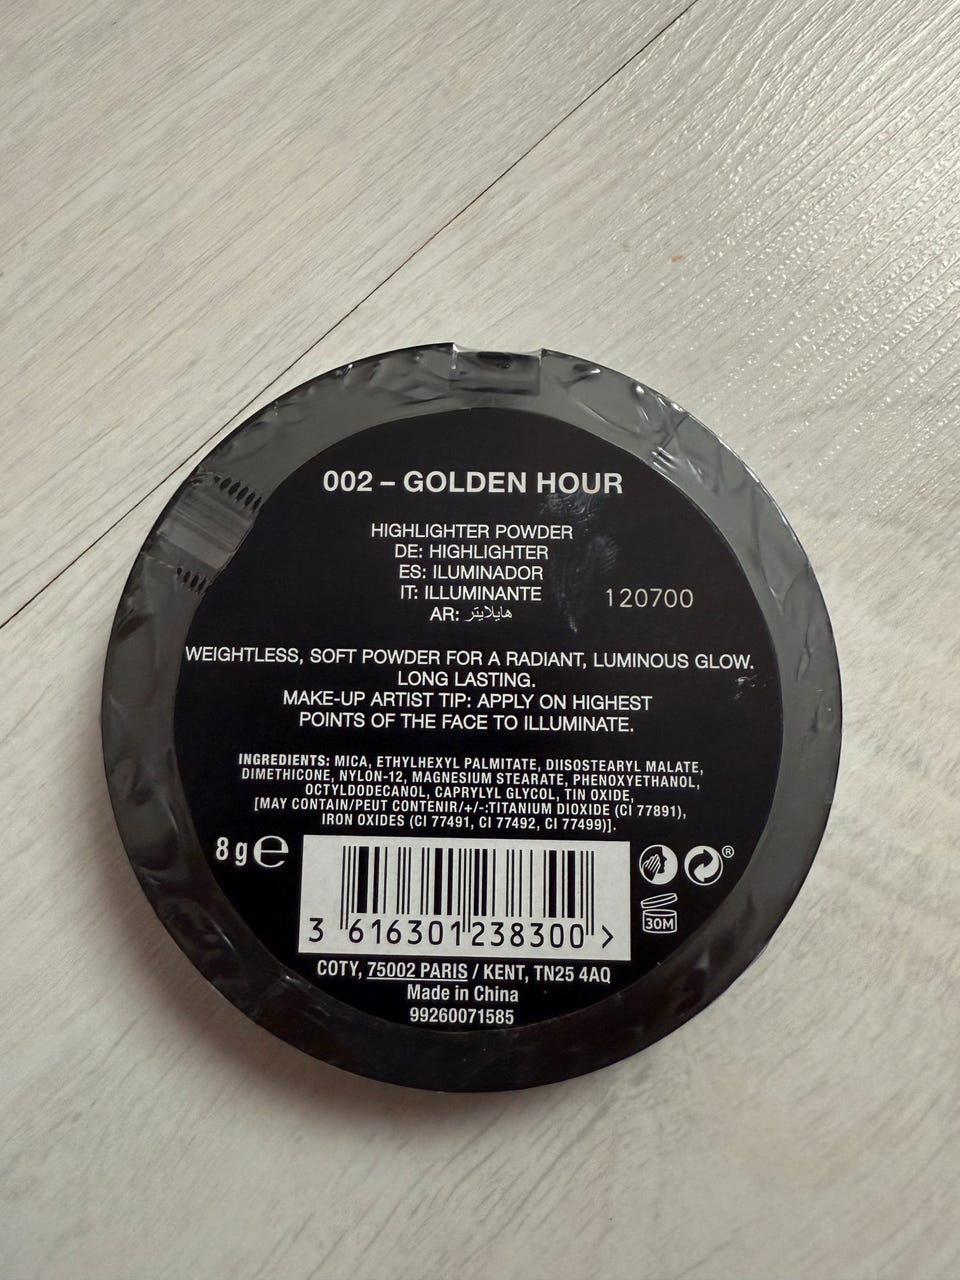 002 – GOLDEN HOUR
HIGHLIGHTER POWDER
DE: HIGHLIGHTER
ES: ILUMINADOR
IT: ILLUMINANTE
AR: هايلايتر
120700
WEIGHTLESS, SOFT POWDER FOR A RADIANT, LUMINOUS GLOW.
LONG LASTING.
MAKE-UP ARTIST TIP: APPLY ON HIGHEST
POINTS OF THE FACE TO ILLUMINATE.
INGREDIENTS: MICA, ETHYLHEXYL PALMITATE, DIISOSTEARYL MALATE,
DIMETHICONE, NYLON-12, MAGNESIUM STEARATE, PHENOXYETHANOL,
OCTYLDODECANOL, CAPRYLYL GLYCOL, TIN OXIDE,
[MAY CONTAIN/PEUT CONTENIR/+/-:TITANIUM DIOXIDE (CI 77891),
IRON OXIDES (CI 77491, CI 77492, CI 77499)].
8 g ℮
®
30M
3 616301 238300 >
COTY, 75002 PARIS / KENT, TN25 4AQ
Made in China
99260071585